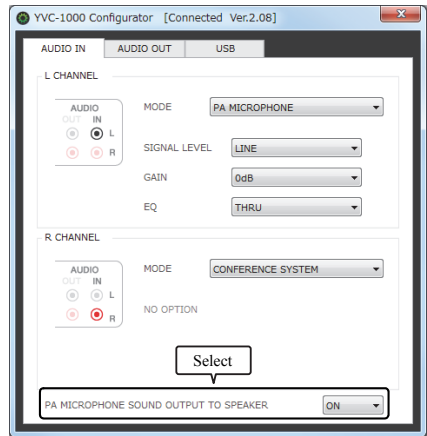 YVC-1000 Configurator [Connected Ver.2.08]
AUDIO IN AUDIO OUT USB
L CHANNEL
AUDIO
OUT IN
L
R
MODE PA MICROPHONE
SIGNAL LEVEL LINE
GAIN 0dB
EQ THRU
R CHANNEL
AUDIO
OUT IN
L
R
MODE CONFERENCE SYSTEM
NO OPTION
Select
PA MICROPHONE SOUND OUTPUT TO SPEAKER ON